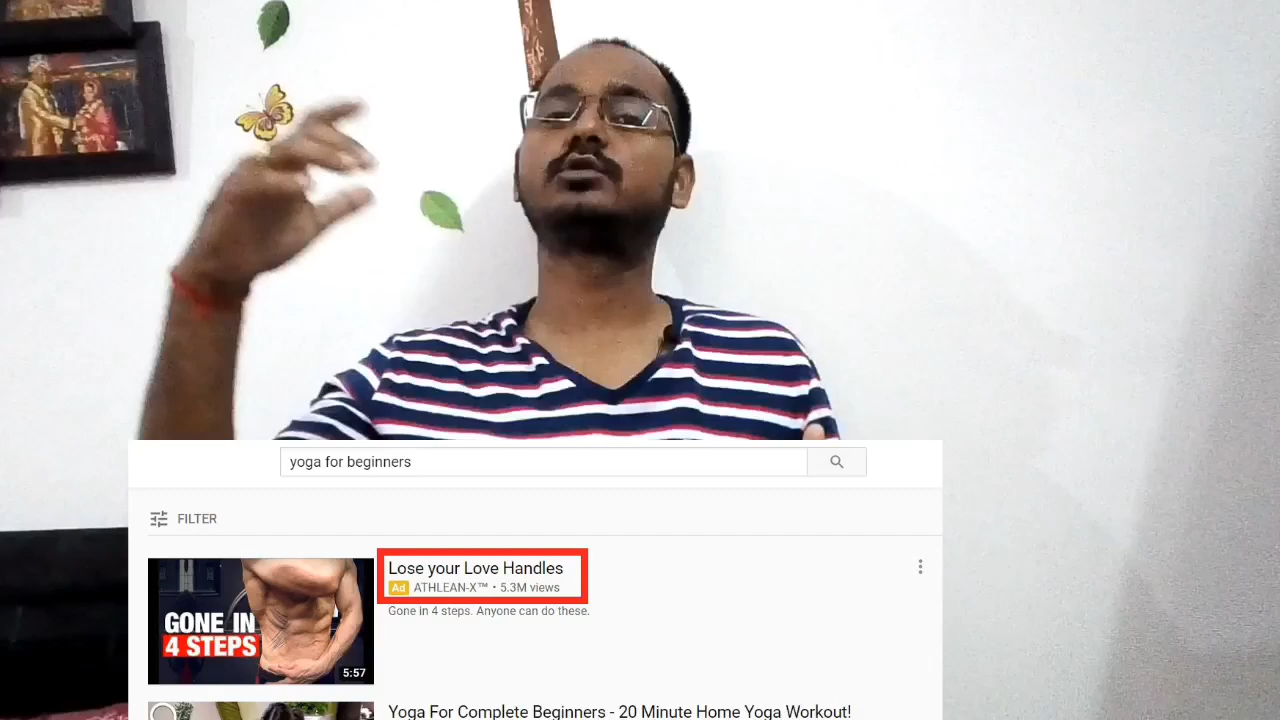 yoga for beginners
FILTER
GONE IN
4 STEPS
5:57
Lose your Love Handles
Ad ATHLEAN-X™ • 5.3M views
Gone in 4 steps. Anyone can do these.
Yoga For Complete Beginners - 20 Minute Home Yoga Workout!